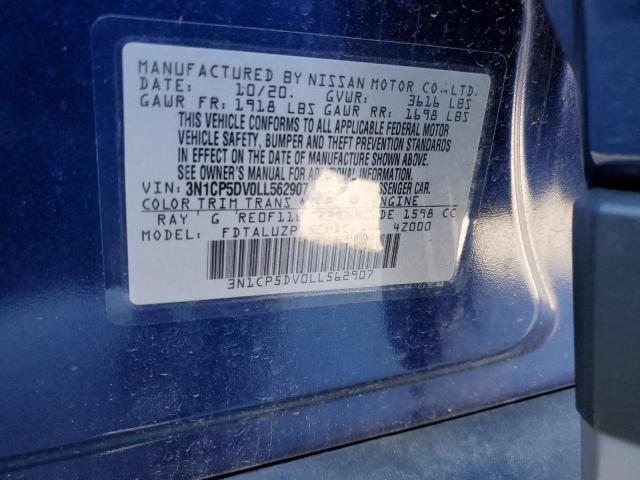 MANUFACTURED BY NISSAN MOTOR CO.,LTD.
DATE: 10/20. GVWR: 3616 LBS
GAWR FR: 1918 LBS GAWR RR: 1698 LBS
THIS VEHICLE CONFORMS TO ALL APPLICABLE FEDERAL MOTOR
VEHICLE SAFETY, BUMPER AND THEFT PREVENTION STANDARDS
IN EFFECT ON THE DATE OF MANUFACTURE SHOWN ABOVE.
SEE OWNER'S MANUAL FOR ADDITIONAL INFORMATION.
VIN: 3N1CP5DV0LL562907 PASSENGER CAR.
COLOR TRIM TRANS ENGINE
RAY G 1598 CC
MODEL: 4Z000
3N1CP5DV0LL562907